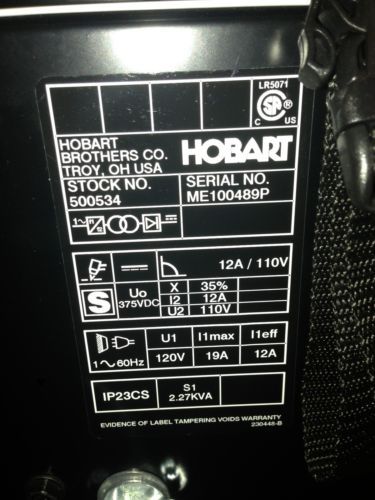 LR5071
SA ®
C US
HOBART
BROTHERS CO.
TROY, OH USA
HOBART
STOCK NO.
500534
SERIAL NO.
ME100489P
12A / 110V
S
Uo
375VDC
X 35%
I2 12A
U2 110V
1~60Hz
U1 I1max I1eff
120V 19A 12A
IP23CS
S1
2.27KVA
EVIDENCE OF LABEL TAMPERING VOIDS WARRANTY
230446-B